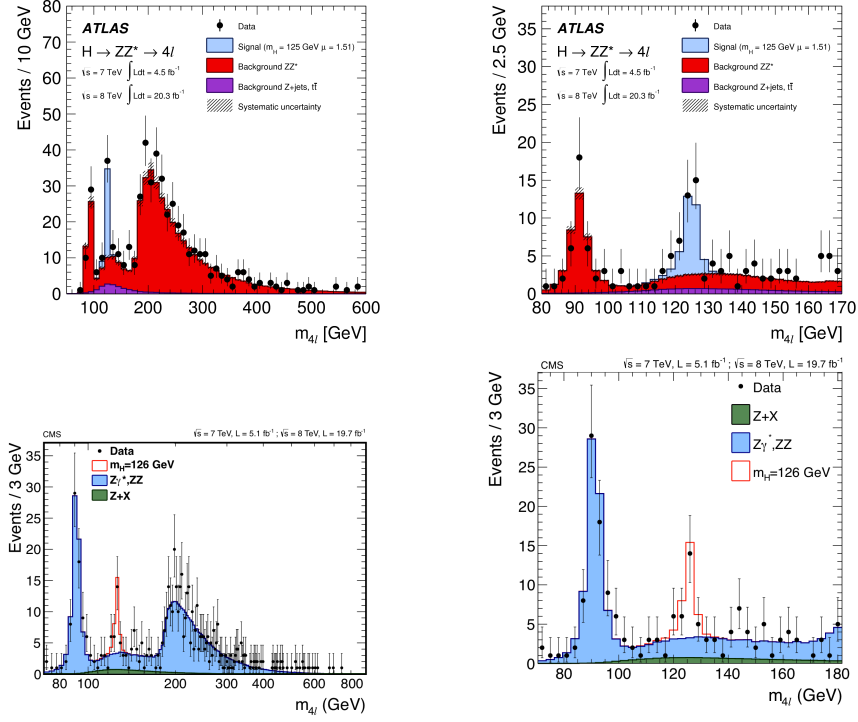 ATLAS
H → ZZ* → 4l
√s = 7 TeV ∫Ldt = 4.5 fb⁻¹
√s = 8 TeV ∫Ldt = 20.3 fb⁻¹
Data
Signal (m_H = 125 GeV μ = 1.51)
Background ZZ*
Background Z+jets, tt̄
Systematic uncertainty
Events / 10 GeV
80
70
60
50
40
30
20
10
0
100 200 300 400 500 600
m_4l [GeV]
ATLAS
H → ZZ* → 4l
√s = 7 TeV ∫Ldt = 4.5 fb⁻¹
√s = 8 TeV ∫Ldt = 20.3 fb⁻¹
Data
Signal (m_H = 125 GeV μ = 1.51)
Background ZZ*
Background Z+jets, tt̄
Systematic uncertainty
Events / 2.5 GeV
35
30
25
20
15
10
5
0
80 90 100 110 120 130 140 150 160 170
m_4l [GeV]
CMS √s = 7 TeV, L = 5.1 fb⁻¹ ; √s = 8 TeV, L = 19.7 fb⁻¹
Data
m_H=126 GeV
Zγ*,ZZ
Z+X
Events / 3 GeV
35
30
25
20
15
10
5
0
80 100 200 300 400 600 800
m_4l (GeV)
CMS √s = 7 TeV, L = 5.1 fb⁻¹ ; √s = 8 TeV, L = 19.7 fb⁻¹
Data
Z+X
Zγ*,ZZ
m_H=126 GeV
Events / 3 GeV
35
30
25
20
15
10
5
0
80 100 120 140 160 180
m_4l (GeV)